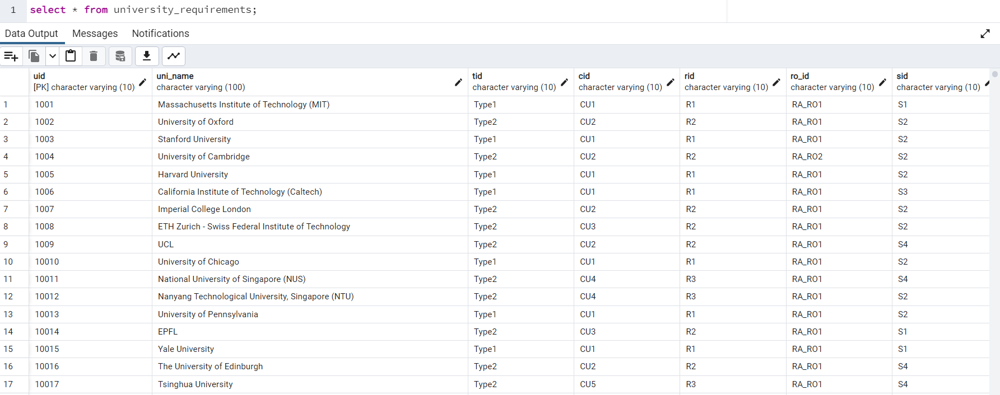 1 select * from university_requirements;
Data Output Messages Notifications
uid uni_name tid cid rid ro_id sid
[PK] character varying (10) character varying (100) character varying (10) character varying (10) character varying (10) character varying (10) character varying (10)
1 1001 Massachusetts Institute of Technology (MIT) Type1 CU1 R1 RA_RO1 S1
2 1002 University of Oxford Type2 CU2 R2 RA_RO1 S2
3 1003 Stanford University Type1 CU1 R1 RA_RO1 S2
4 1004 University of Cambridge Type2 CU2 R2 RA_RO2 S2
5 1005 Harvard University Type1 CU1 R1 RA_RO1 S2
6 1006 California Institute of Technology (Caltech) Type1 CU1 R1 RA_RO1 S3
7 1007 Imperial College London Type2 CU2 R2 RA_RO1 S2
8 1008 ETH Zurich - Swiss Federal Institute of Technology Type2 CU3 R2 RA_RO1 S2
9 1009 UCL Type2 CU2 R2 RA_RO1 S4
10 10010 University of Chicago Type1 CU1 R1 RA_RO1 S2
11 10011 National University of Singapore (NUS) Type2 CU4 R3 RA_RO1 S4
12 10012 Nanyang Technological University, Singapore (NTU) Type2 CU4 R3 RA_RO1 S2
13 10013 University of Pennsylvania Type1 CU1 R1 RA_RO1 S2
14 10014 EPFL Type2 CU3 R2 RA_RO1 S1
15 10015 Yale University Type1 CU1 R1 RA_RO1 S1
16 10016 The University of Edinburgh Type2 CU2 R2 RA_RO1 S4
17 10017 Tsinghua University Type2 CU5 R3 RA_RO1 S4